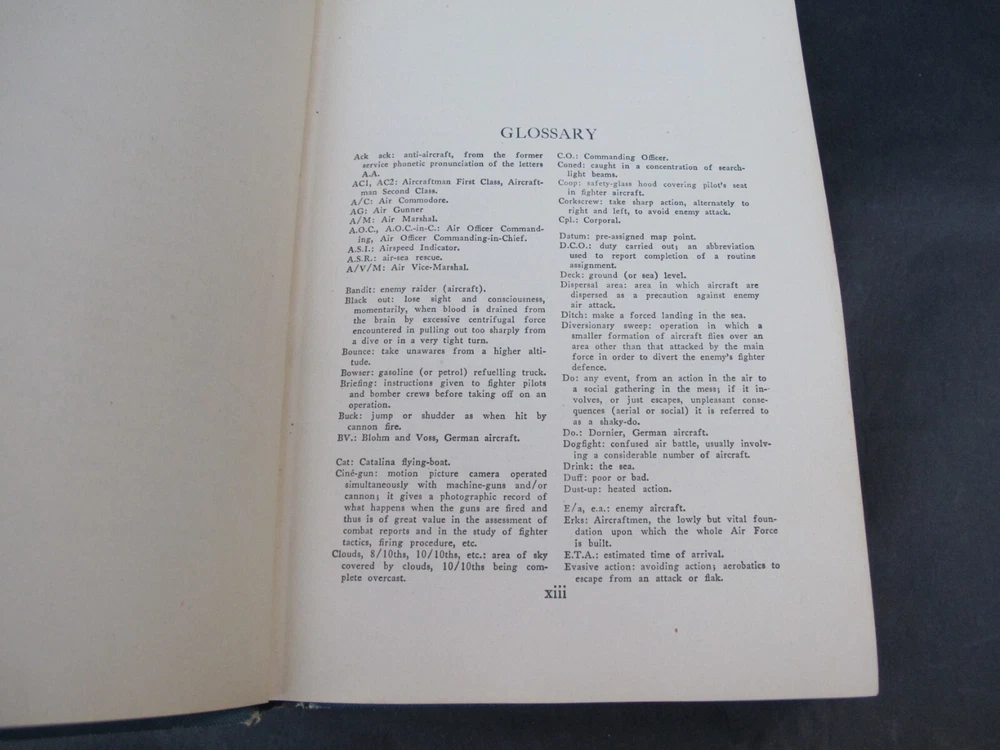 GLOSSARY
Ack ack: anti-aircraft, from the former
service phonetic pronunciation of the letters
A.A.
AC1, AC2: Aircraftman First Class, Aircraft-
man Second Class.
A/C: Air Commodore.
AG: Air Gunner
A/M: Air Marshal.
A.O.C., A.O.C.-in-C.: Air Officer Command-
ing, Air Officer Commanding-in-Chief.
A.S.I.: Airspeed Indicator.
A.S.R.: air-sea rescue.
A/V/M: Air Vice-Marshal.
Bandit: enemy raider (aircraft).
Black out: lose sight and consciousness,
momentarily, when blood is drained from
the brain by excessive centrifugal force
encountered in pulling out too sharply from
a dive or in a very tight turn.
Bounce: take unawares from a higher alti-
tude.
Bowser: gasoline (or petrol) refuelling truck.
Briefing: instructions given to fighter pilots
and bomber crews before taking off on an
operation.
Buck: jump or shudder as when hit by
cannon fire.
BV.: Blohm and Voss, German aircraft.
Cat: Catalina flying-boat.
Ciné-gun: motion picture camera operated
simultaneously with machine-guns and/or
cannon; it gives a photographic record of
what happens when the guns are fired and
thus is of great value in the assessment of
combat reports and in the study of fighter
tactics, firing procedure, etc.
Clouds, 8/10ths, 10/10ths, etc.: area of sky
covered by clouds, 10/10ths being com-
plete overcast.
C.O.: Commanding Officer.
Coned: caught in a concentration of search-
light beams.
Coop: safety-glass hood covering pilot's seat
in fighter aircraft.
Corkscrew: take sharp action, alternately to
right and left, to avoid enemy attack.
Cpl.: Corporal.
Datum: pre-assigned map point.
D.C.O.: duty carried out; an abbreviation
used to report completion of a routine
assignment.
Deck: ground (or sea) level.
Dispersal area: area in which aircraft are
dispersed as a precaution against enemy
air attack.
Ditch: make a forced landing in the sea.
Diversionary sweep: operation in which a
smaller formation of aircraft flies over an
area other than that attacked by the main
force in order to divert the enemy's fighter
defence.
Do: any event, from an action in the air to
a social gathering in the mess; if it in-
volves, or just escapes, unpleasant conse-
quences (aerial or social) it is referred to
as a shaky-do.
Do.: Dornier, German aircraft.
Dogfight: confused air battle, usually involv-
ing a considerable number of aircraft.
Drink: the sea.
Duff: poor or bad.
Dust-up: heated action.
E/a, e.a.: enemy aircraft.
Erks: Aircraftmen, the lowly but vital foun-
dation upon which the whole Air Force
is built.
E.T.A.: estimated time of arrival.
Evasive action: avoiding action; aerobatics to
escape from an attack or flak.
xiii